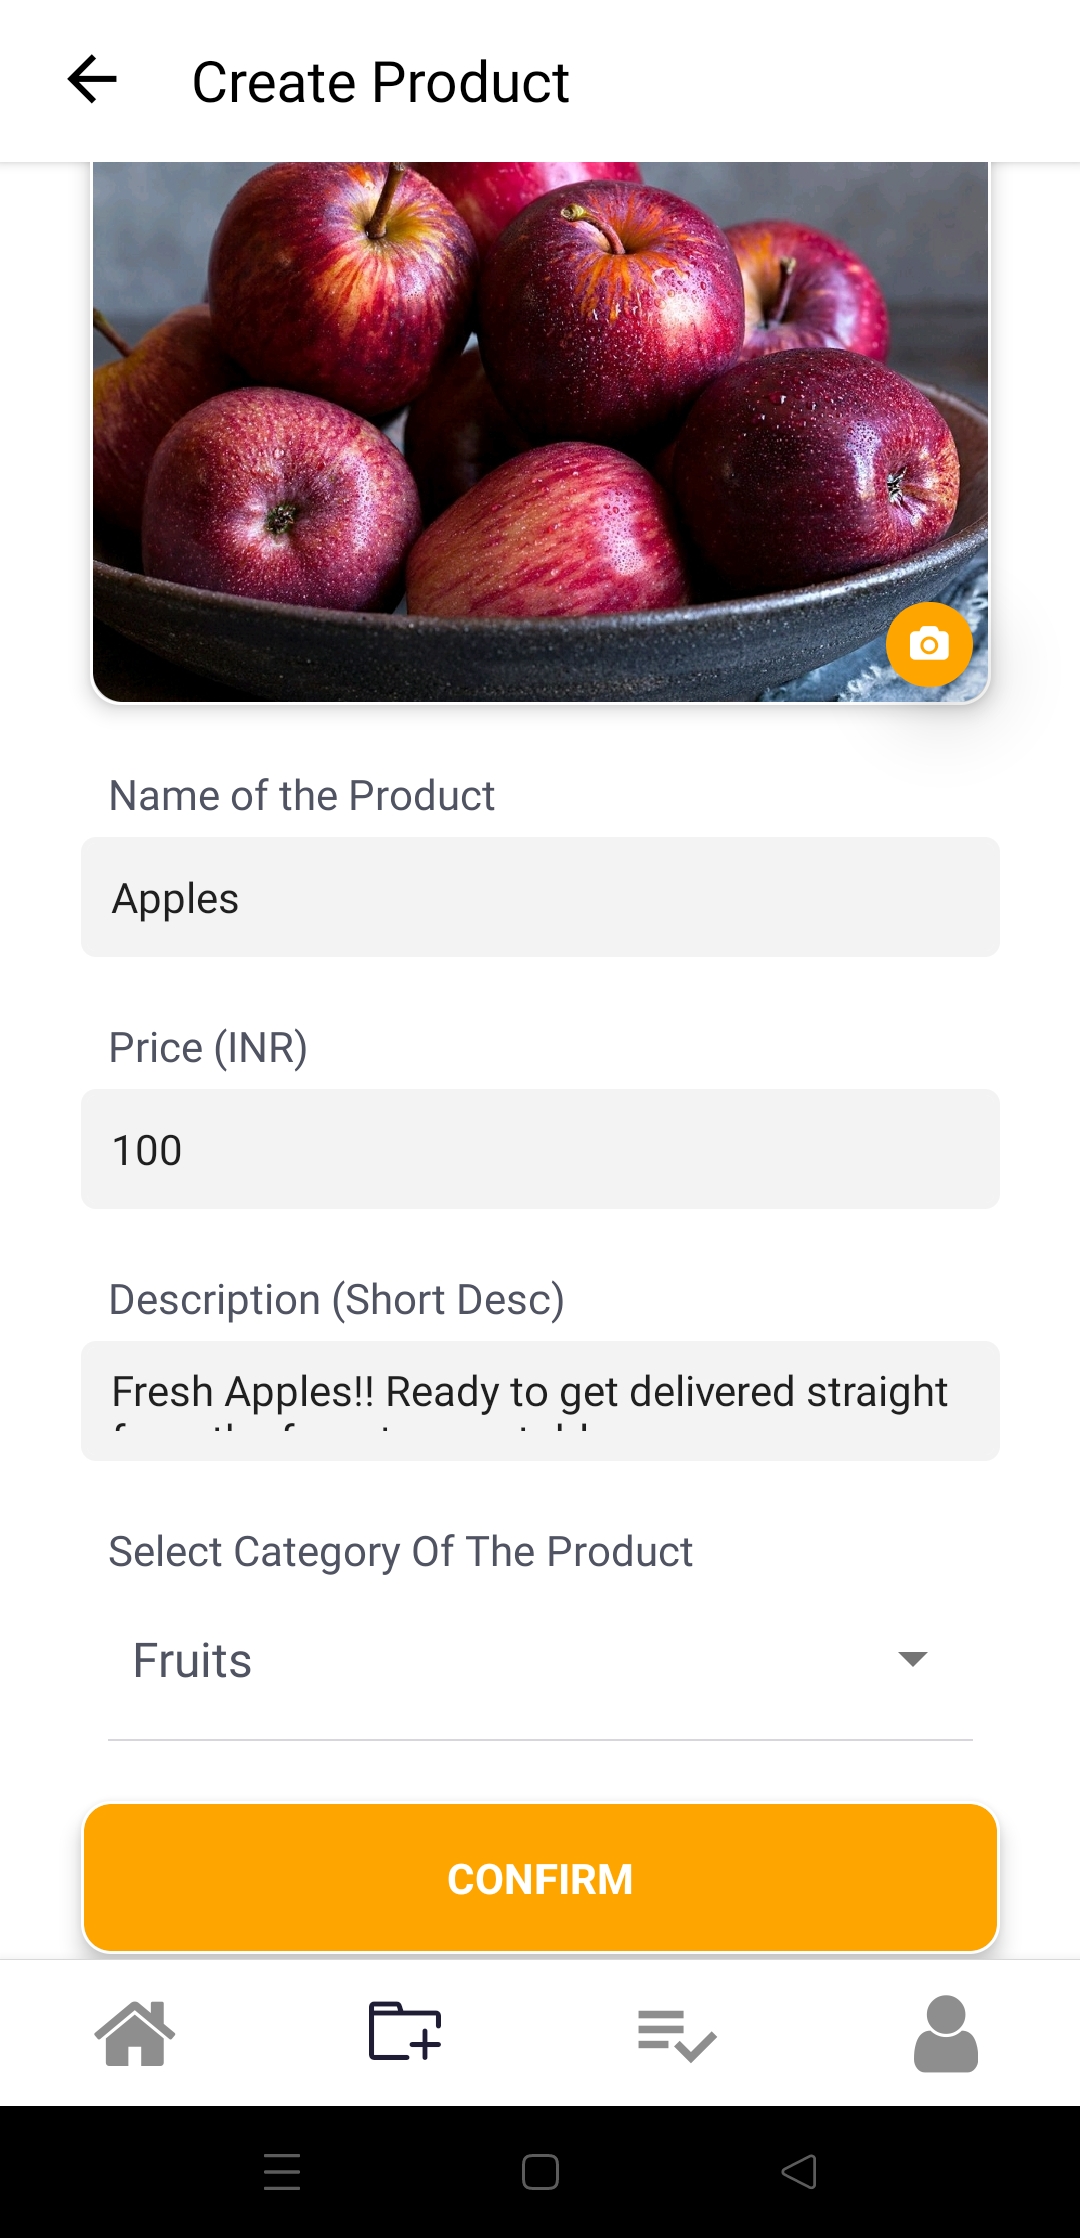 Create Product
Name of the Product
Apples
Price (INR)
100
Description (Short Desc)
Fresh Apples!! Ready to get delivered straight
Select Category Of The Product
Fruits
CONFIRM